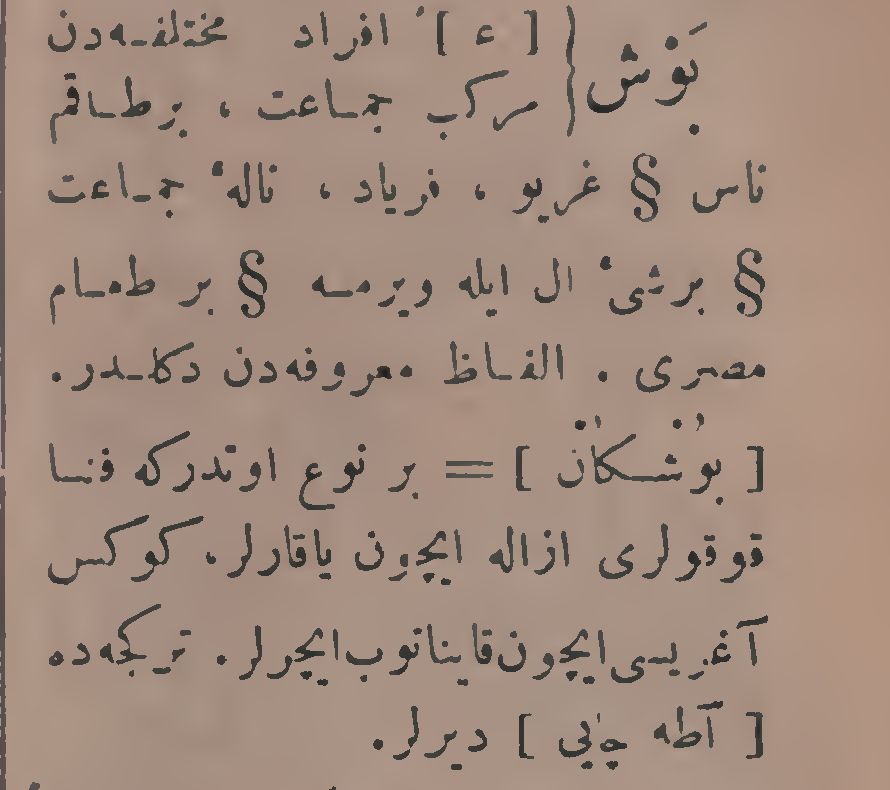 بَوْش { [ ء ] افراد مختلفه‌دن
مرکب جماعت ، برطاقم
ناس § غریو ، فریاد ، نالهٔ جماعت
§ برشیٔ ال ایله ویرمه § بر طعام
مصری . الفاظ معروفه‌دن دکلدر.
[ بوشکان ] = بر نوع اوتدرکه فنا
قوقولری ازاله ایچون یاقارلر، کوکس
آغریسی ایچون قاینانوب ایچرلر. ترکجه‌ده
[ آطه چایی ] دیرلر.